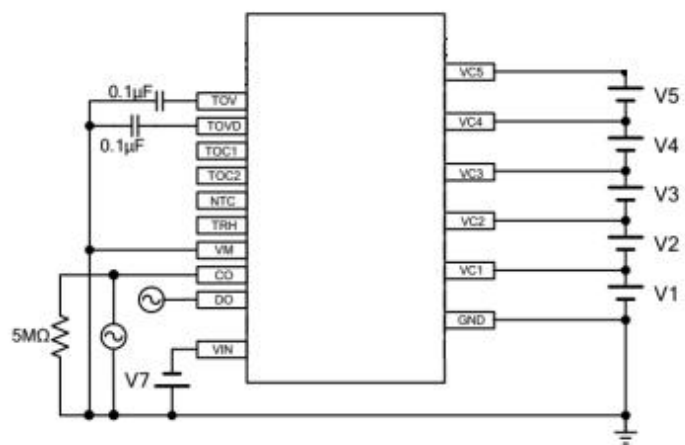 0.1μF
TOV
TOVD
0.1μF
TOC1
TOC2
NTC
TRH
VM
CO
DO
5MΩ
VIN
V7
VC5
V5
VC4
V4
VC3
V3
VC2
V2
VC1
V1
GND